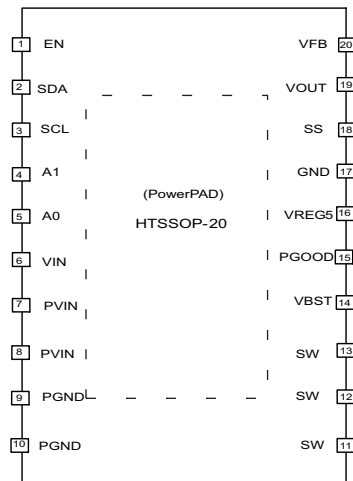 1 EN VFB 20
2 SDA VOUT 19
3 SCL SS 18
4 A1 GND 17
(PowerPAD)
HTSSOP-20
5 A0 VREG5 16
6 VIN PGOOD 15
7 PVIN VBST 14
8 PVIN SW 13
9 PGND SW 12
10 PGND SW 11